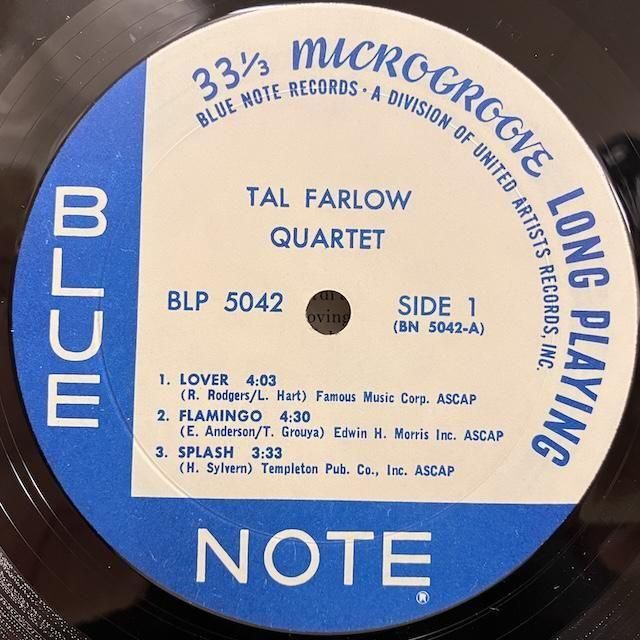 33 1/3 MICROGROOVE LONG PLAYING
BLUE NOTE RECORDS • A DIVISION OF UNITED ARTISTS RECORDS, INC.
TAL FARLOW
QUARTET
BLP 5042
SIDE 1
(BN 5042-A)
1. LOVER 4:03
(R. Rodgers/L. Hart) Famous Music Corp. ASCAP
2. FLAMINGO 4:30
(E. Anderson/T. Grouya) Edwin H. Morris Inc. ASCAP
3. SPLASH 3:33
(H. Sylvern) Templeton Pub. Co., Inc. ASCAP
BLUE
NOTE®